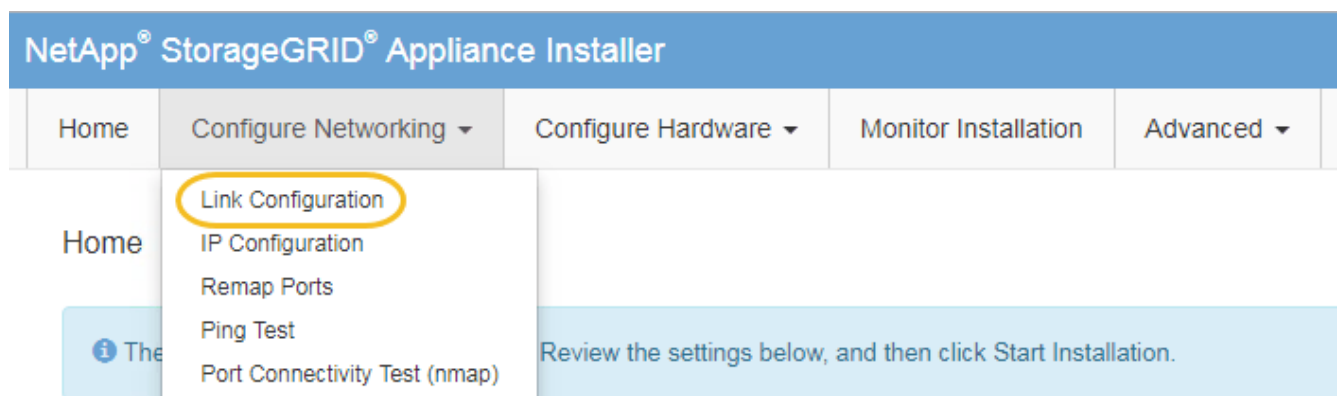 NetApp® StorageGRID® Appliance Installer
Home Configure Networking Configure Hardware Monitor Installation Advanced
Link Configuration
Home
IP Configuration
Remap Ports
Ping Test
The Review the settings below, and then click Start Installation.
Port Connectivity Test (nmap)